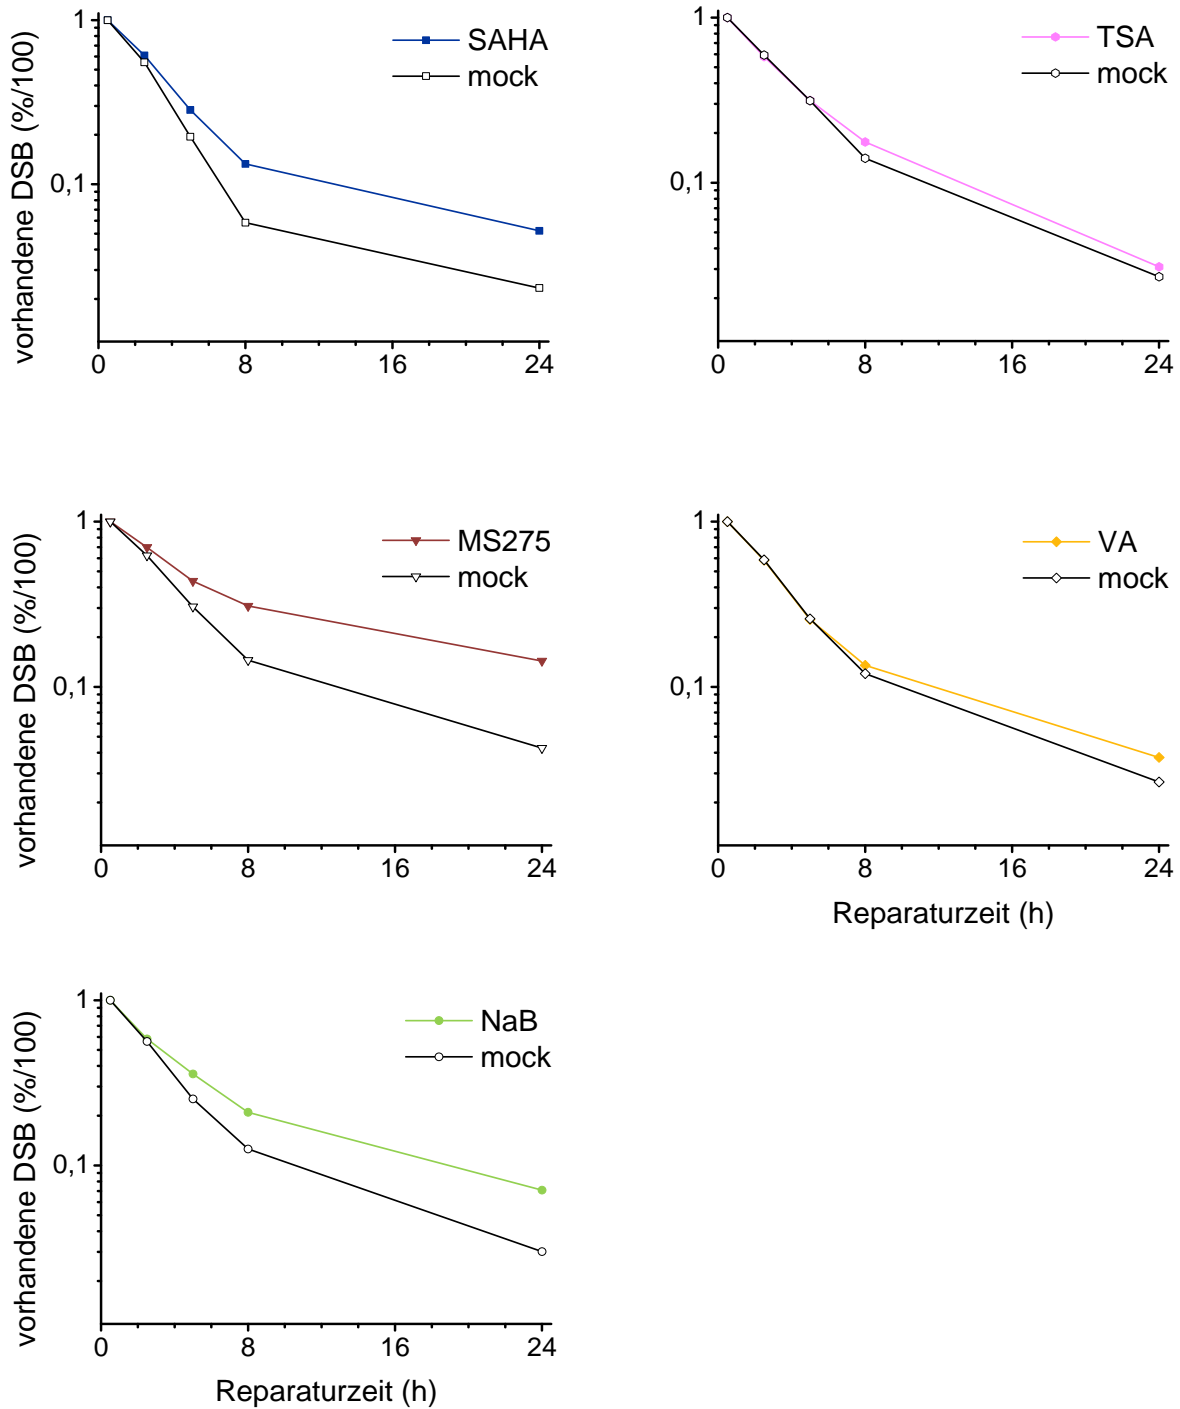 vorhandene DSB (%/100)
1
0,1
0 8 16 24
SAHA
mock
1
0,1
0 8 16 24
TSA
mock
vorhandene DSB (%/100)
1
0,1
0 8 16 24
MS275
mock
1
0,1
0 8 16 24
VA
mock
Reparaturzeit (h)
vorhandene DSB (%/100)
1
0,1
0 8 16 24
NaB
mock
Reparaturzeit (h)